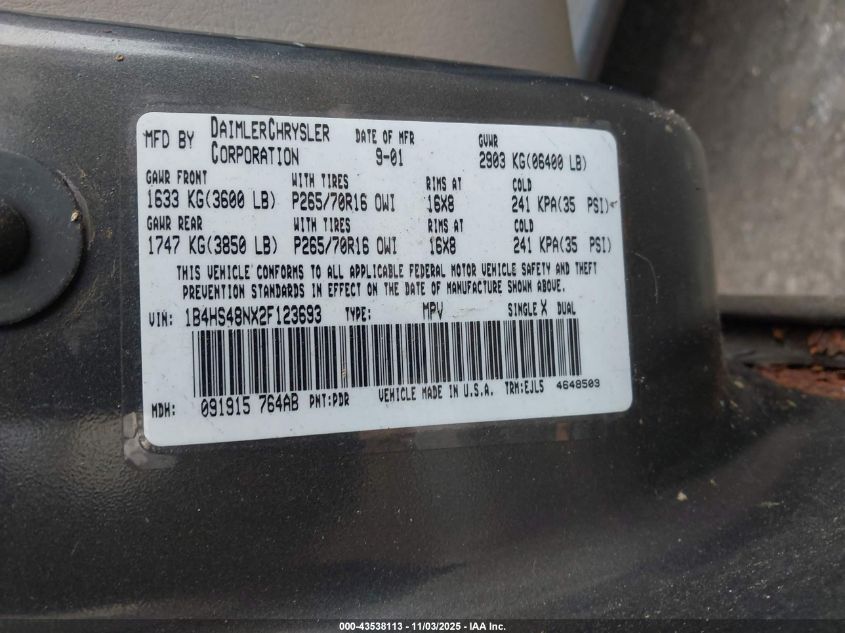 MFD BY DAIMLERCHRYSLER CORPORATION DATE OF MFR 9-01 GVWR 2903 KG(06400 LB)
GAWR FRONT WITH TIRES RIMS AT COLD
1633 KG(3600 LB) P265/70R16 OWI 16X8 241 KPA(35 PSI)
GAWR REAR WITH TIRES RIMS AT COLD
1747 KG(3850 LB) P265/70R16 OWI 16X8 241 KPA(35 PSI)
THIS VEHICLE CONFORMS TO ALL APPLICABLE FEDERAL MOTOR VEHICLE SAFETY AND THEFT
PREVENTION STANDARDS IN EFFECT ON THE DATE OF MANUFACTURE SHOWN ABOVE.
VIN: 1B4HS48NX2F123693 TYPE: MPV SINGLE X DUAL
MDH: 091915 764AB PNT:PDR VEHICLE MADE IN U.S.A. TRM:EJLS 4648503
000-43538113 - 11/03/2025 - IAA Inc.